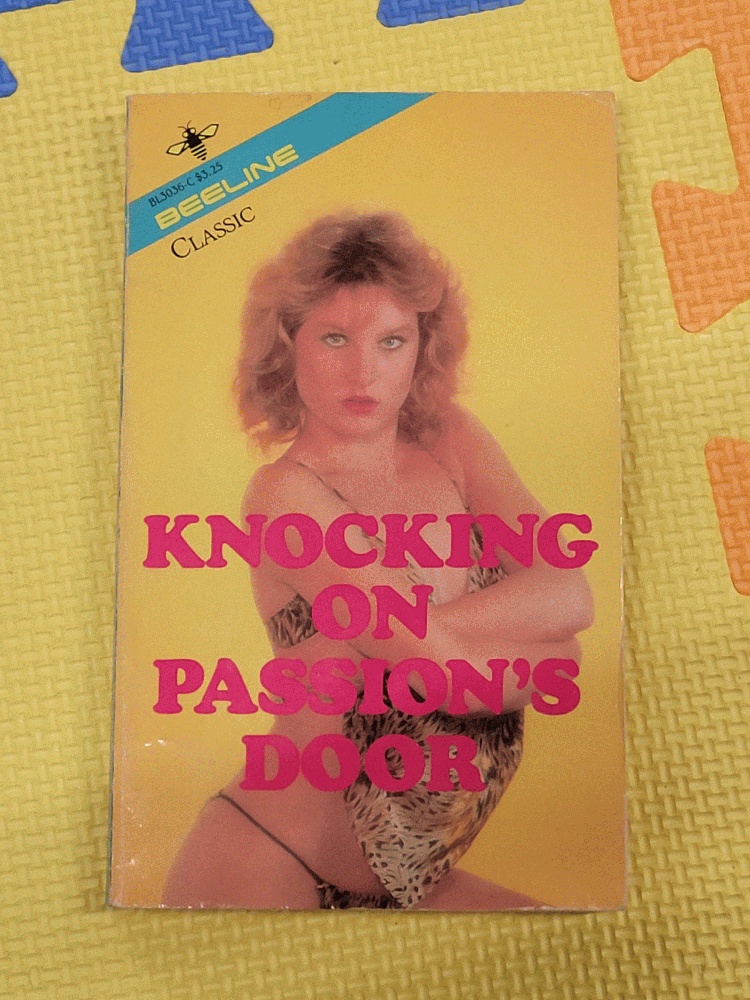 BL3036-C $3.25
BEELINE
CLASSIC
KNOCKING
ON
PASSION'S
DOOR